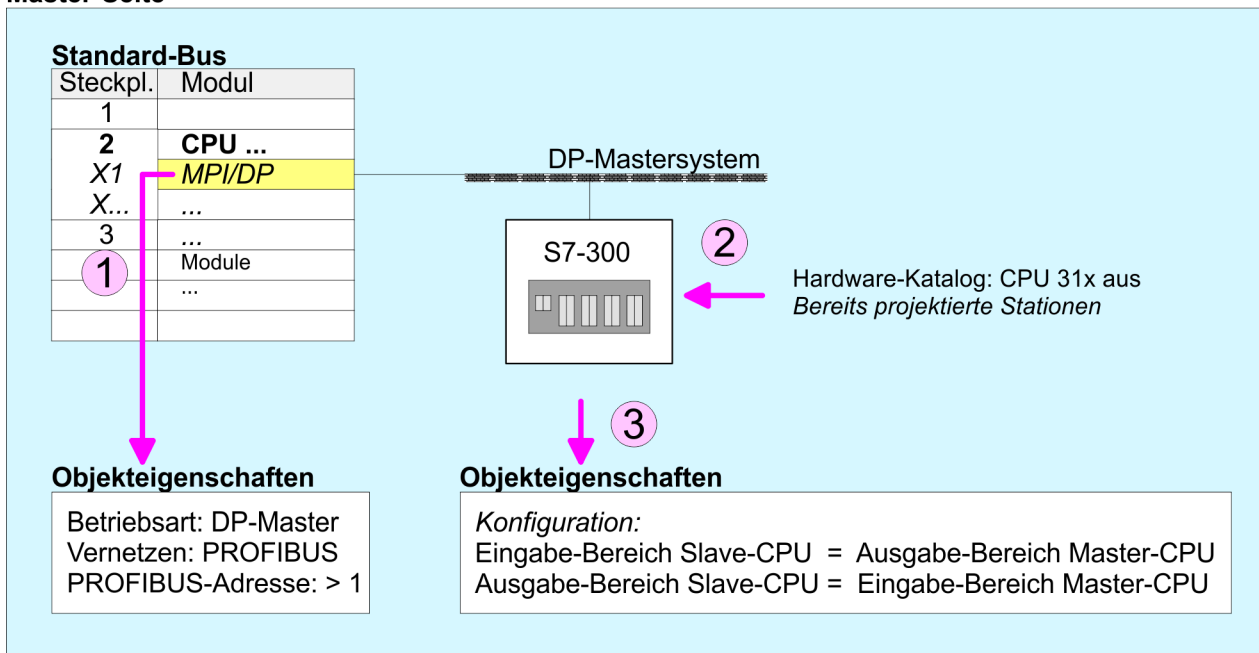 Master-Seite
Standard-Bus
Steckpl. Modul
1
2 CPU ...
X1 MPI/DP
X... ...
3 ...
Module
...
1
DP-Mastersystem
S7-300
2
Hardware-Katalog: CPU 31x aus
Bereits projektierte Stationen
3
Objekteigenschaften
Betriebsart: DP-Master
Vernetzen: PROFIBUS
PROFIBUS-Adresse: > 1
Objekteigenschaften
Konfiguration:
Eingabe-Bereich Slave-CPU = Ausgabe-Bereich Master-CPU
Ausgabe-Bereich Slave-CPU = Eingabe-Bereich Master-CPU